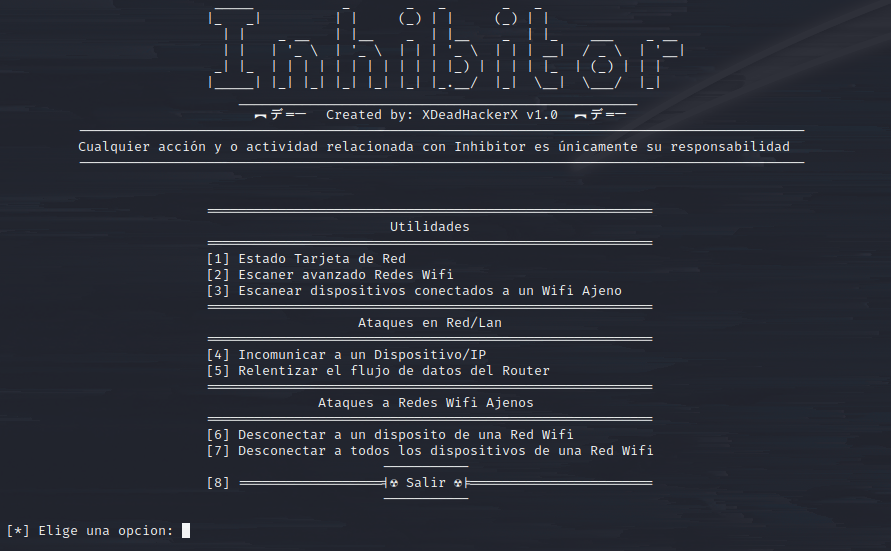 Inhibitor
︻デ═一 Created by: XDeadHackerX v1.0 ︻デ═一
Cualquier acción y o actividad relacionada con Inhibitor es únicamente su responsabilidad
Utilidades
[1] Estado Tarjeta de Red
[2] Escaner avanzado Redes Wifi
[3] Escanear dispositivos conectados a un Wifi Ajeno
Ataques en Red/Lan
[4] Incomunicar a un Dispositivo/IP
[5] Relentizar el flujo de datos del Router
Ataques a Redes Wifi Ajenos
[6] Desconectar a un disposito de una Red Wifi
[7] Desconectar a todos los dispositivos de una Red Wifi
[8] ☢ Salir ☢
[*] Elige una opcion: